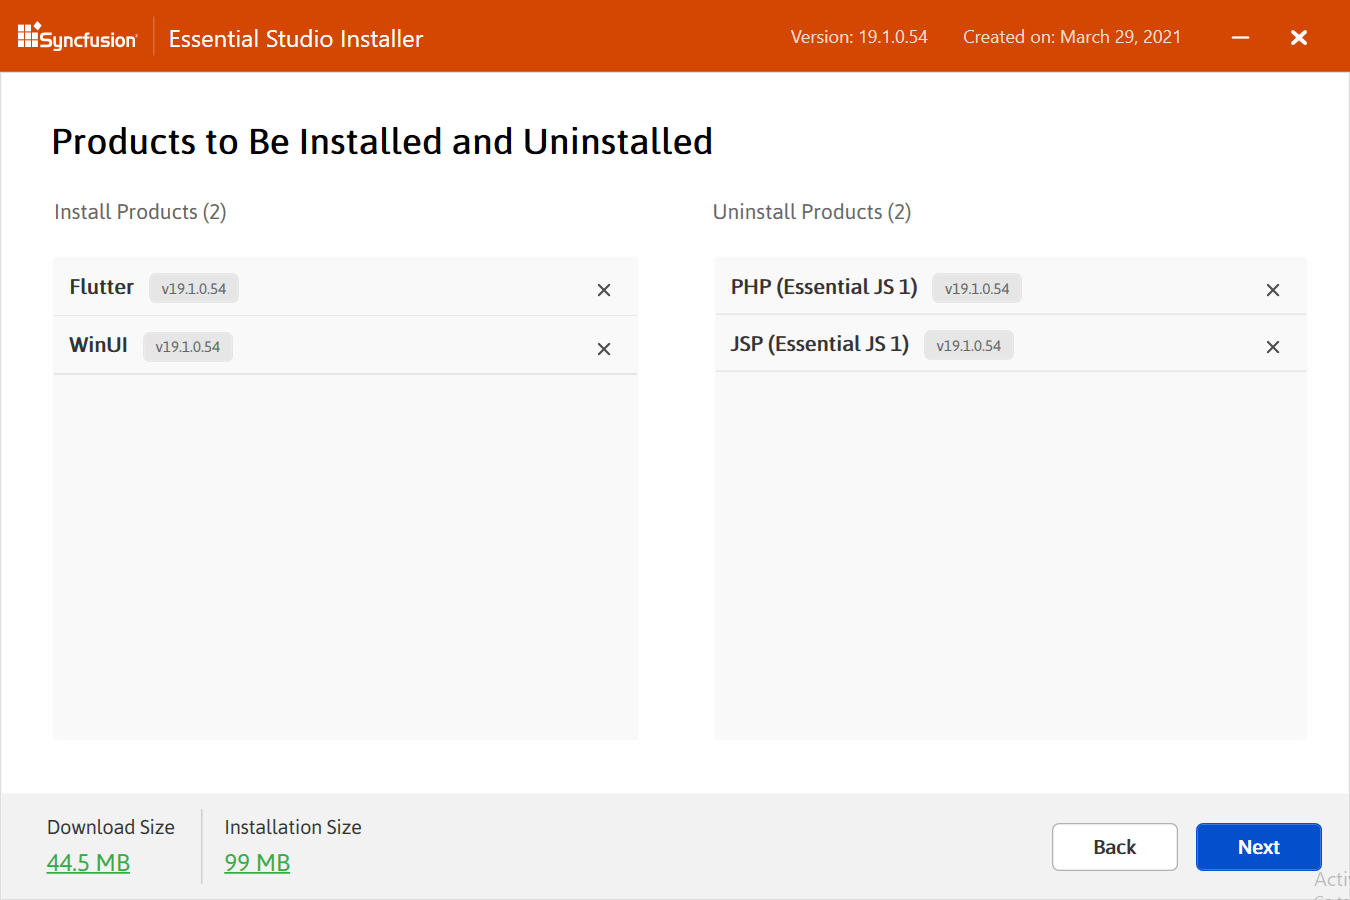 Syncfusion
Essential Studio Installer
Version: 19.1.0.54
Created on: March 29, 2021
Products to Be Installed and Uninstalled
Install Products (2)
Uninstall Products (2)
Flutter v19.1.0.54
WinUI v19.1.0.54
PHP (Essential JS 1) v19.1.0.54
JSP (Essential JS 1) v19.1.0.54
Download Size
44.5 MB
Installation Size
99 MB
Back
Next
Acti